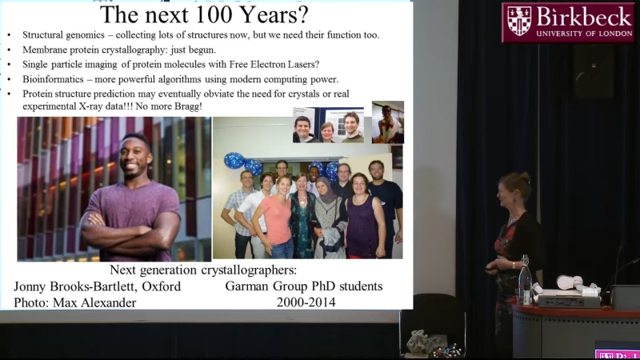 The next 100 Years?
• Structural genomics – collecting lots of structures now, but we need their function too.
• Membrane protein crystallography: just begun.
• Single particle imaging of protein molecules with Free Electron Lasers?
• Bioinformatics – more powerful algorithms using modern computing power.
• Protein structure prediction may eventually obviate the need for crystals or real
experimental X-ray data!!! No more Bragg!
Next generation crystallographers:
Jonny Brooks-Bartlett, Oxford
Photo: Max Alexander
Garman Group PhD students
2000-2014
Birkbeck
UNIVERSITY OF LONDON